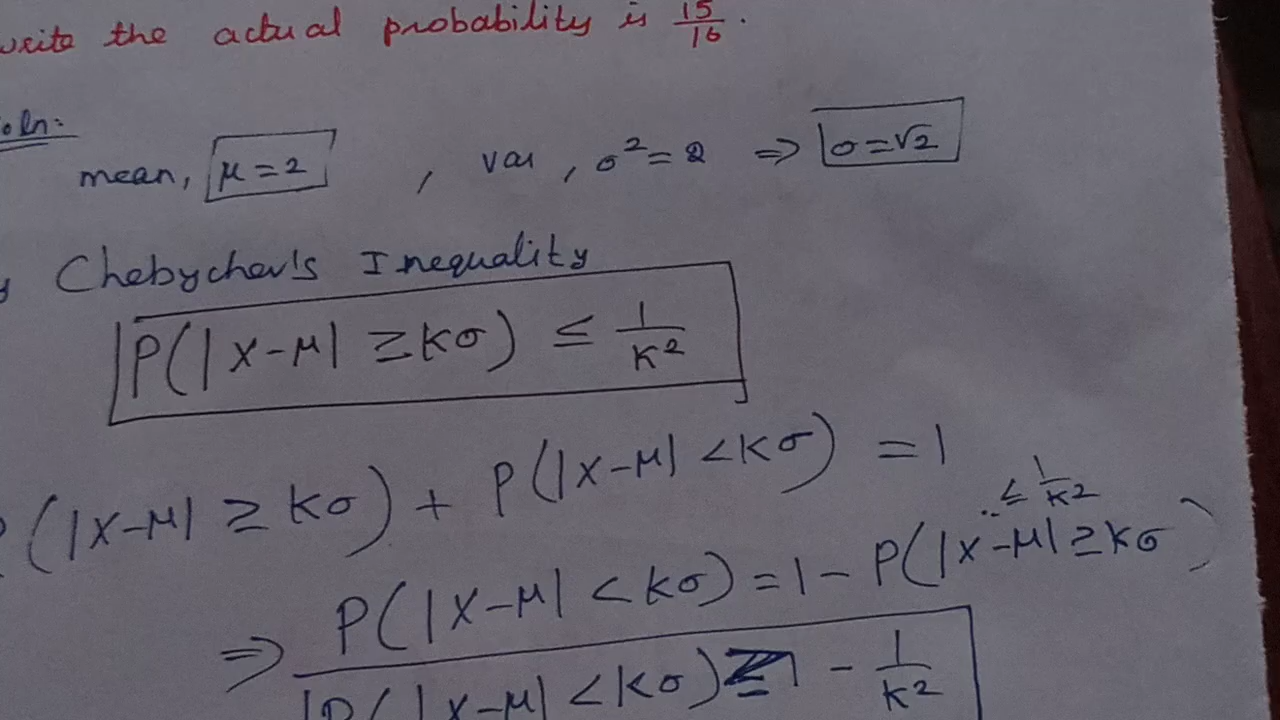 write the actual probability is 15/16.
oln:
mean, μ = 2 , var, σ² = 2 ⇒ σ = √2
y Chebychev's Inequality
P(|X-μ| ≥ kσ) ≤ 1/k²
(|X-μ| ≥ kσ) + P(|X-μ| < kσ) = 1
≤ 1/k²
⇒ P(|X-μ| < kσ) = 1 - P(|X-μ| ≥ kσ)
P(|X-μ| < kσ) ≥ 1 - 1/k²